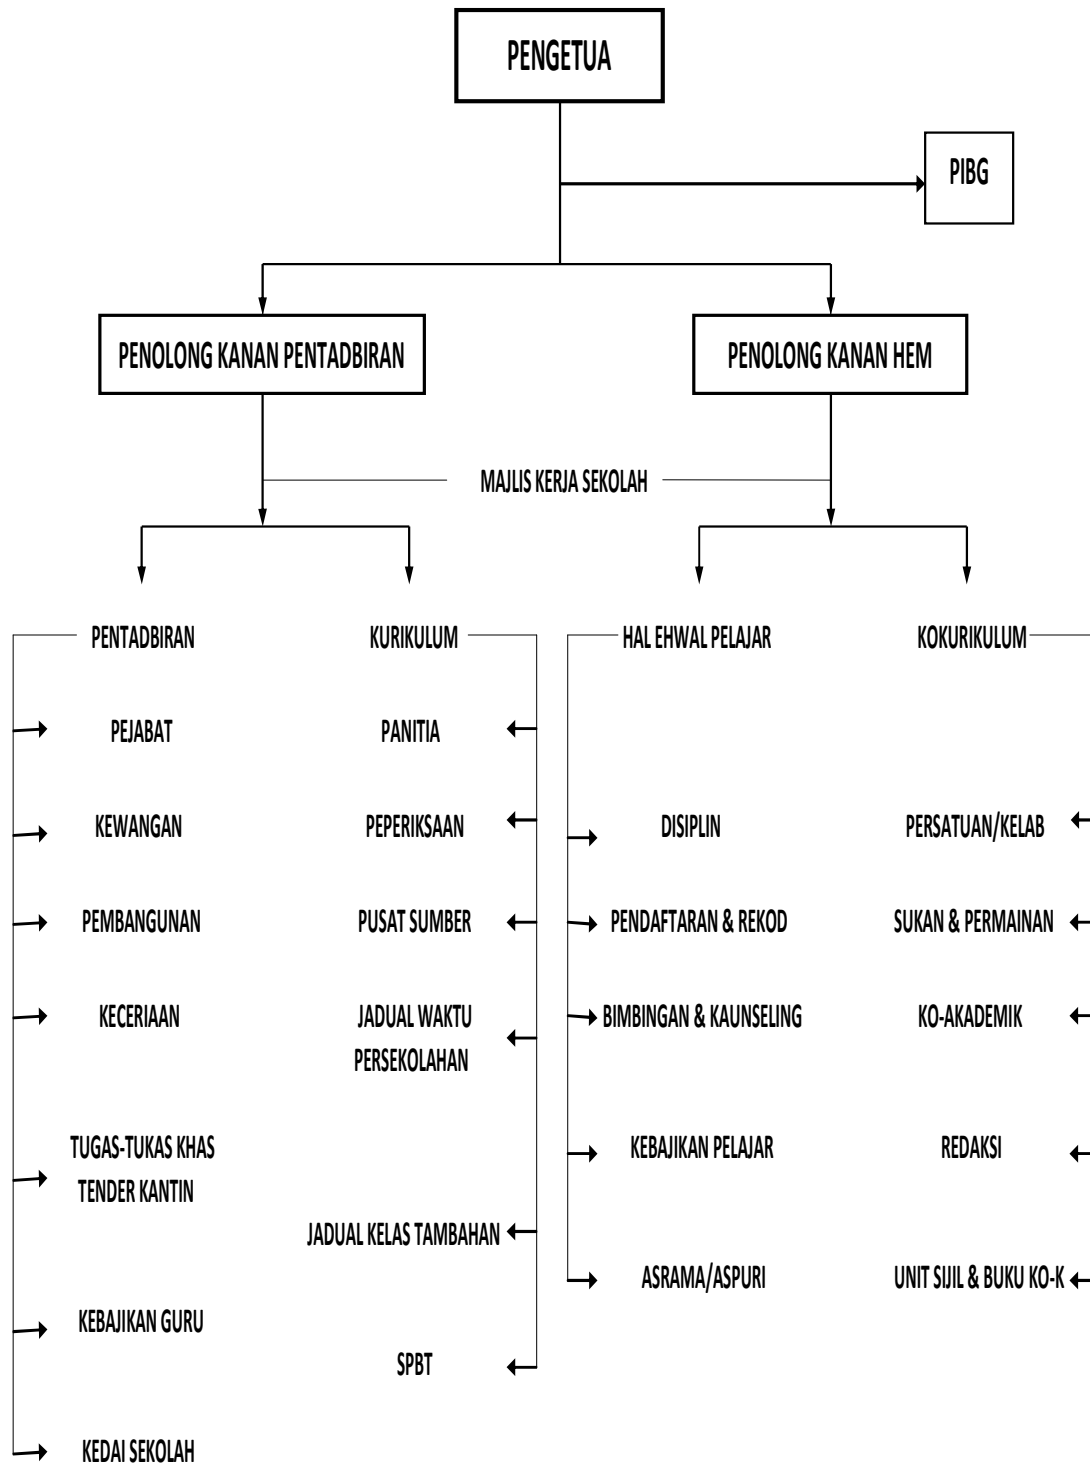 PENGETUA
PIBG
PENOLONG KANAN PENTADBIRAN
PENOLONG KANAN HEM
MAJLIS KERJA SEKOLAH
PENTADBIRAN
PEJABAT
KEWANGAN
PEMBANGUNAN
KECERIAAN
TUGAS-TUKAS KHAS
TENDER KANTIN
KEBAJIKAN GURU
KEDAI SEKOLAH
KURIKULUM
PANITIA
PEPERIKSAAN
PUSAT SUMBER
JADUAL WAKTU
PERSEKOLAHAN
JADUAL KELAS TAMBAHAN
SPBT
HAL EHWAL PELAJAR
DISIPLIN
PENDAFTARAN & REKOD
BIMBINGAN & KAUNSELING
KEBAJIKAN PELAJAR
ASRAMA/ASPURI
KOKURIKULUM
PERSATUAN/KELAB
SUKAN & PERMAINAN
KO-AKADEMIK
REDAKSI
UNIT SIJIL & BUKU KO-K